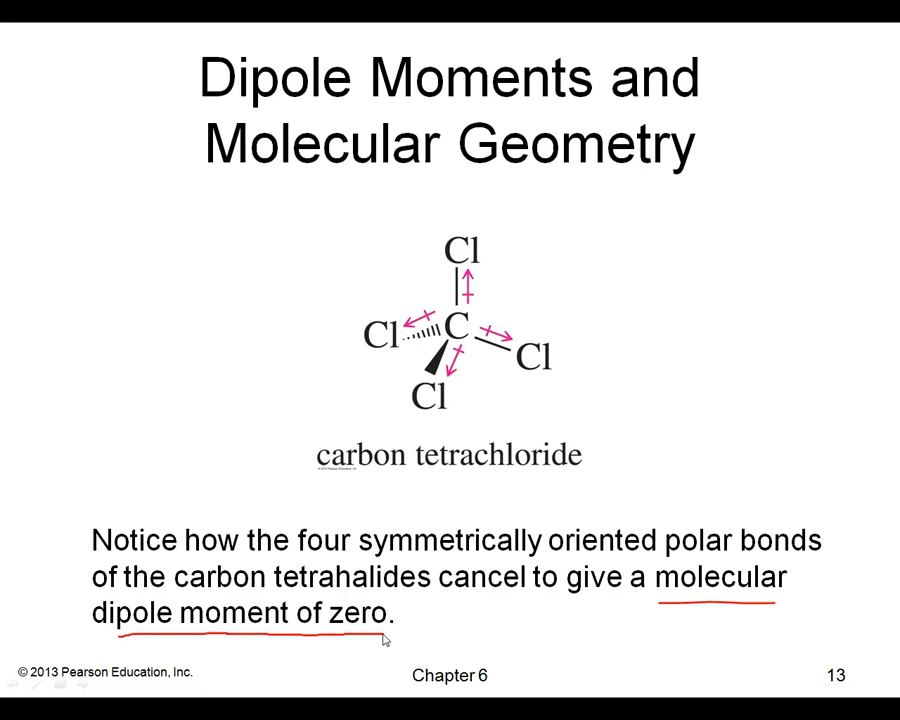 Dipole Moments and
Molecular Geometry
Cl
Cl
C
Cl
Cl
carbon tetrachloride
Notice how the four symmetrically oriented polar bonds
of the carbon tetrahalides cancel to give a molecular
dipole moment of zero.
© 2013 Pearson Education, Inc.
Chapter 6
13